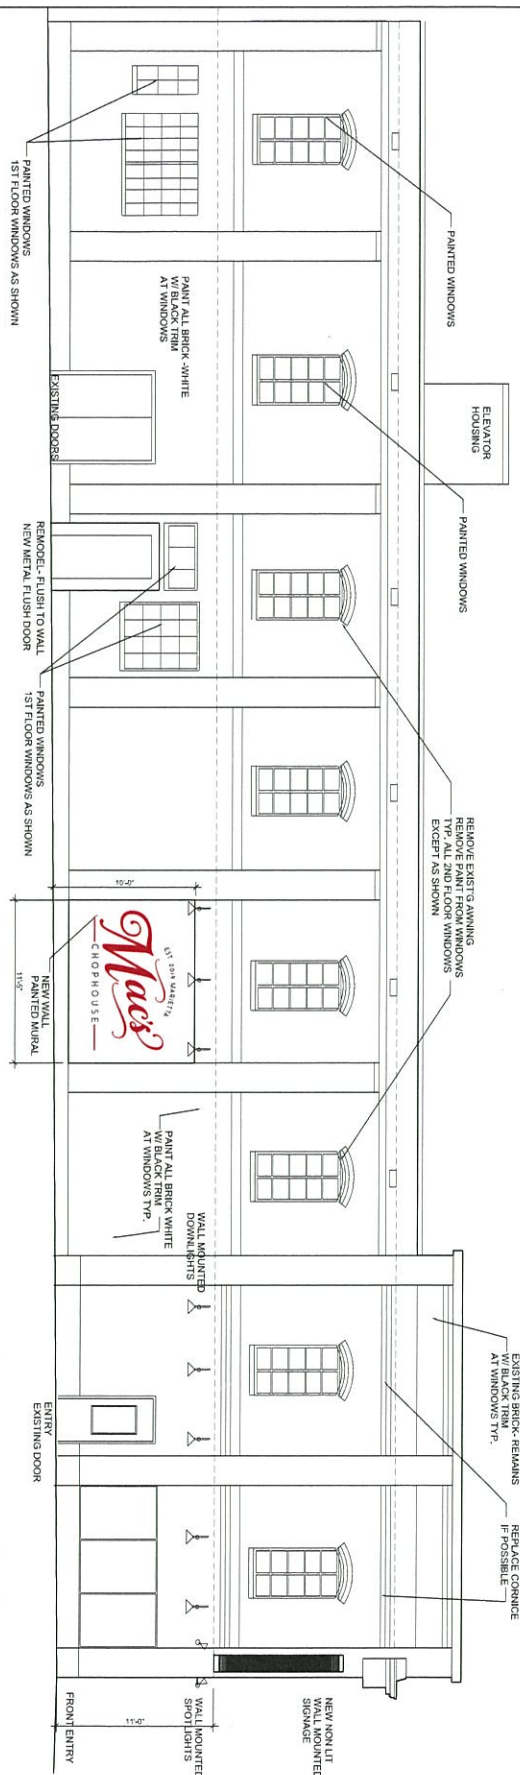 PAINTED WINDOWS
1ST FLOOR WINDOWS AS SHOWN
PAINTED WINDOWS
PAINT ALL BRICK -WHITE
W/ BLACK TRIM
AT WINDOWS
EXISTING DOORS
ELEVATOR
HOUSING
PAINTED WINDOWS
REMODEL- FLUSH TO WALL
NEW METAL FLUSH DOOR
PAINTED WINDOWS
1ST FLOOR WINDOWS AS SHOWN
REMOVE EXIST'G AWNING
REMOVE PAINT FROM WINDOWS
TYP. ALL 2ND FLOOR WINDOWS
EXCEPT AS SHOWN
10'-0"
EST 2019 MARIETTA
Mac's
CHOPHOUSE
NEW WALL
PAINTED MURAL
11'-5"
PAINT ALL BRICK WHITE
W/ BLACK TRIM
AT WINDOWS TYP.
WALL MOUNTED
DOWNLIGHTS
EXISTING BRICK- REMAINS
W/ BLACK TRIM
AT WINDOWS TYP.
REPLACE CORNICE
IF POSSIBLE
ENTRY
EXISTING DOOR
NEW NON LIT
WALL MOUNTED
SIGNAGE
WALL MOUNTED
SPOTLIGHTS
11'-0"
FRONT ENTRY